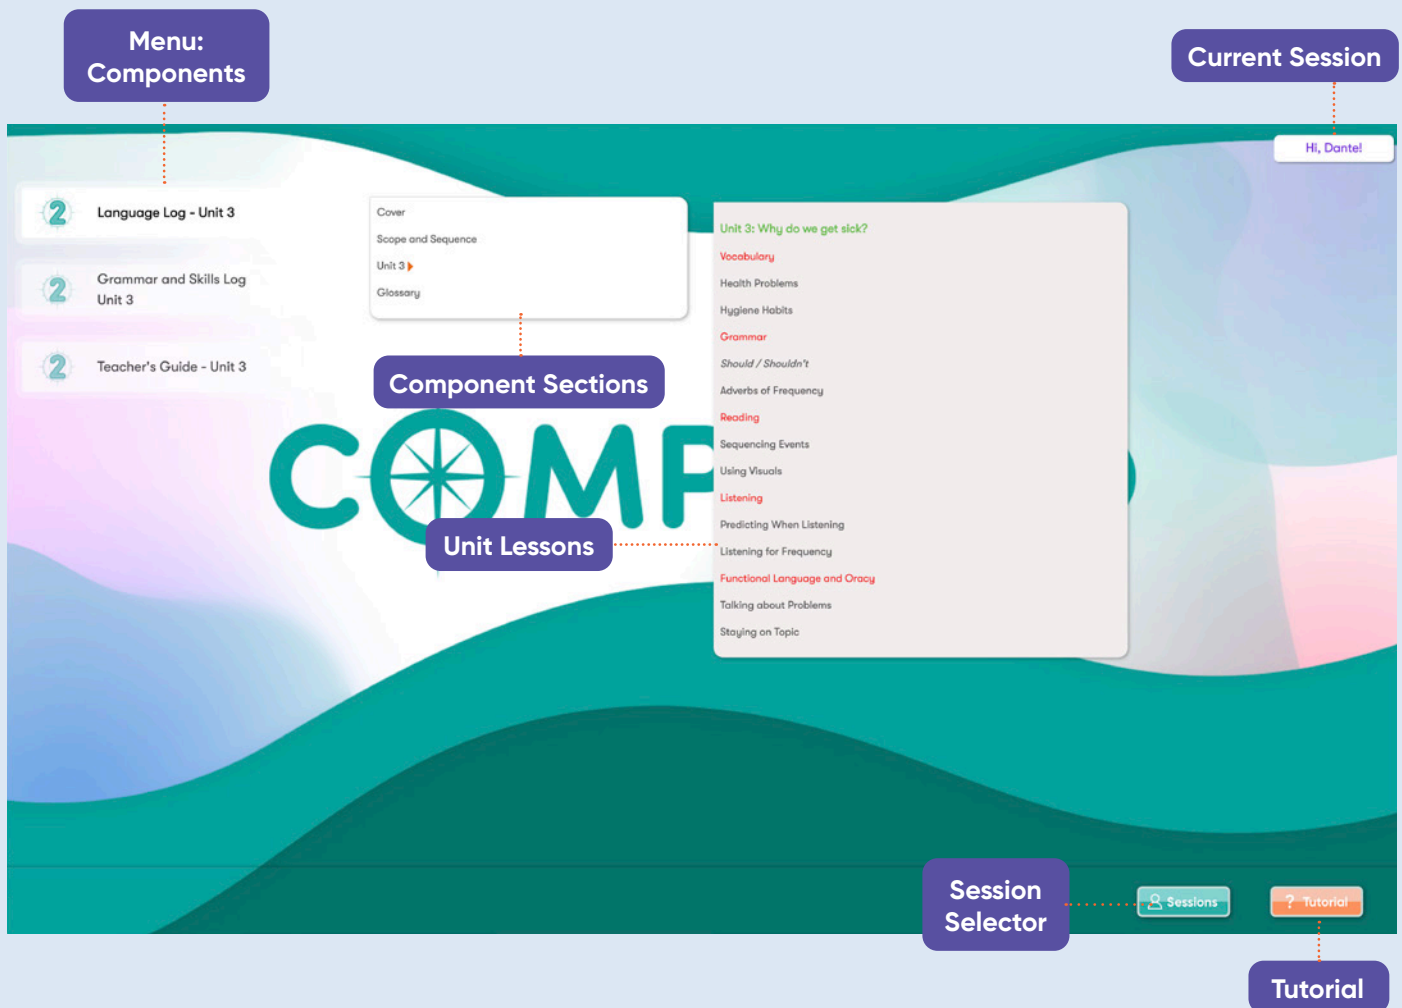 Menu:
Components
Current Session
Hi, Dante!
2 Language Log - Unit 3
2 Grammar and Skills Log
Unit 3
2 Teacher's Guide - Unit 3
Cover
Scope and Sequence
Unit 3
Glossary
Component Sections
Unit 3: Why do we get sick?
Vocabulary
Health Problems
Hygiene Habits
Grammar
Should / Shouldn't
Adverbs of Frequency
Reading
Sequencing Events
Using Visuals
Listening
Predicting When Listening
Listening for Frequency
Functional Language and Oracy
Talking about Problems
Staying on Topic
COMP
Unit Lessons
Session
Selector
Sessions
? Tutorial
Tutorial